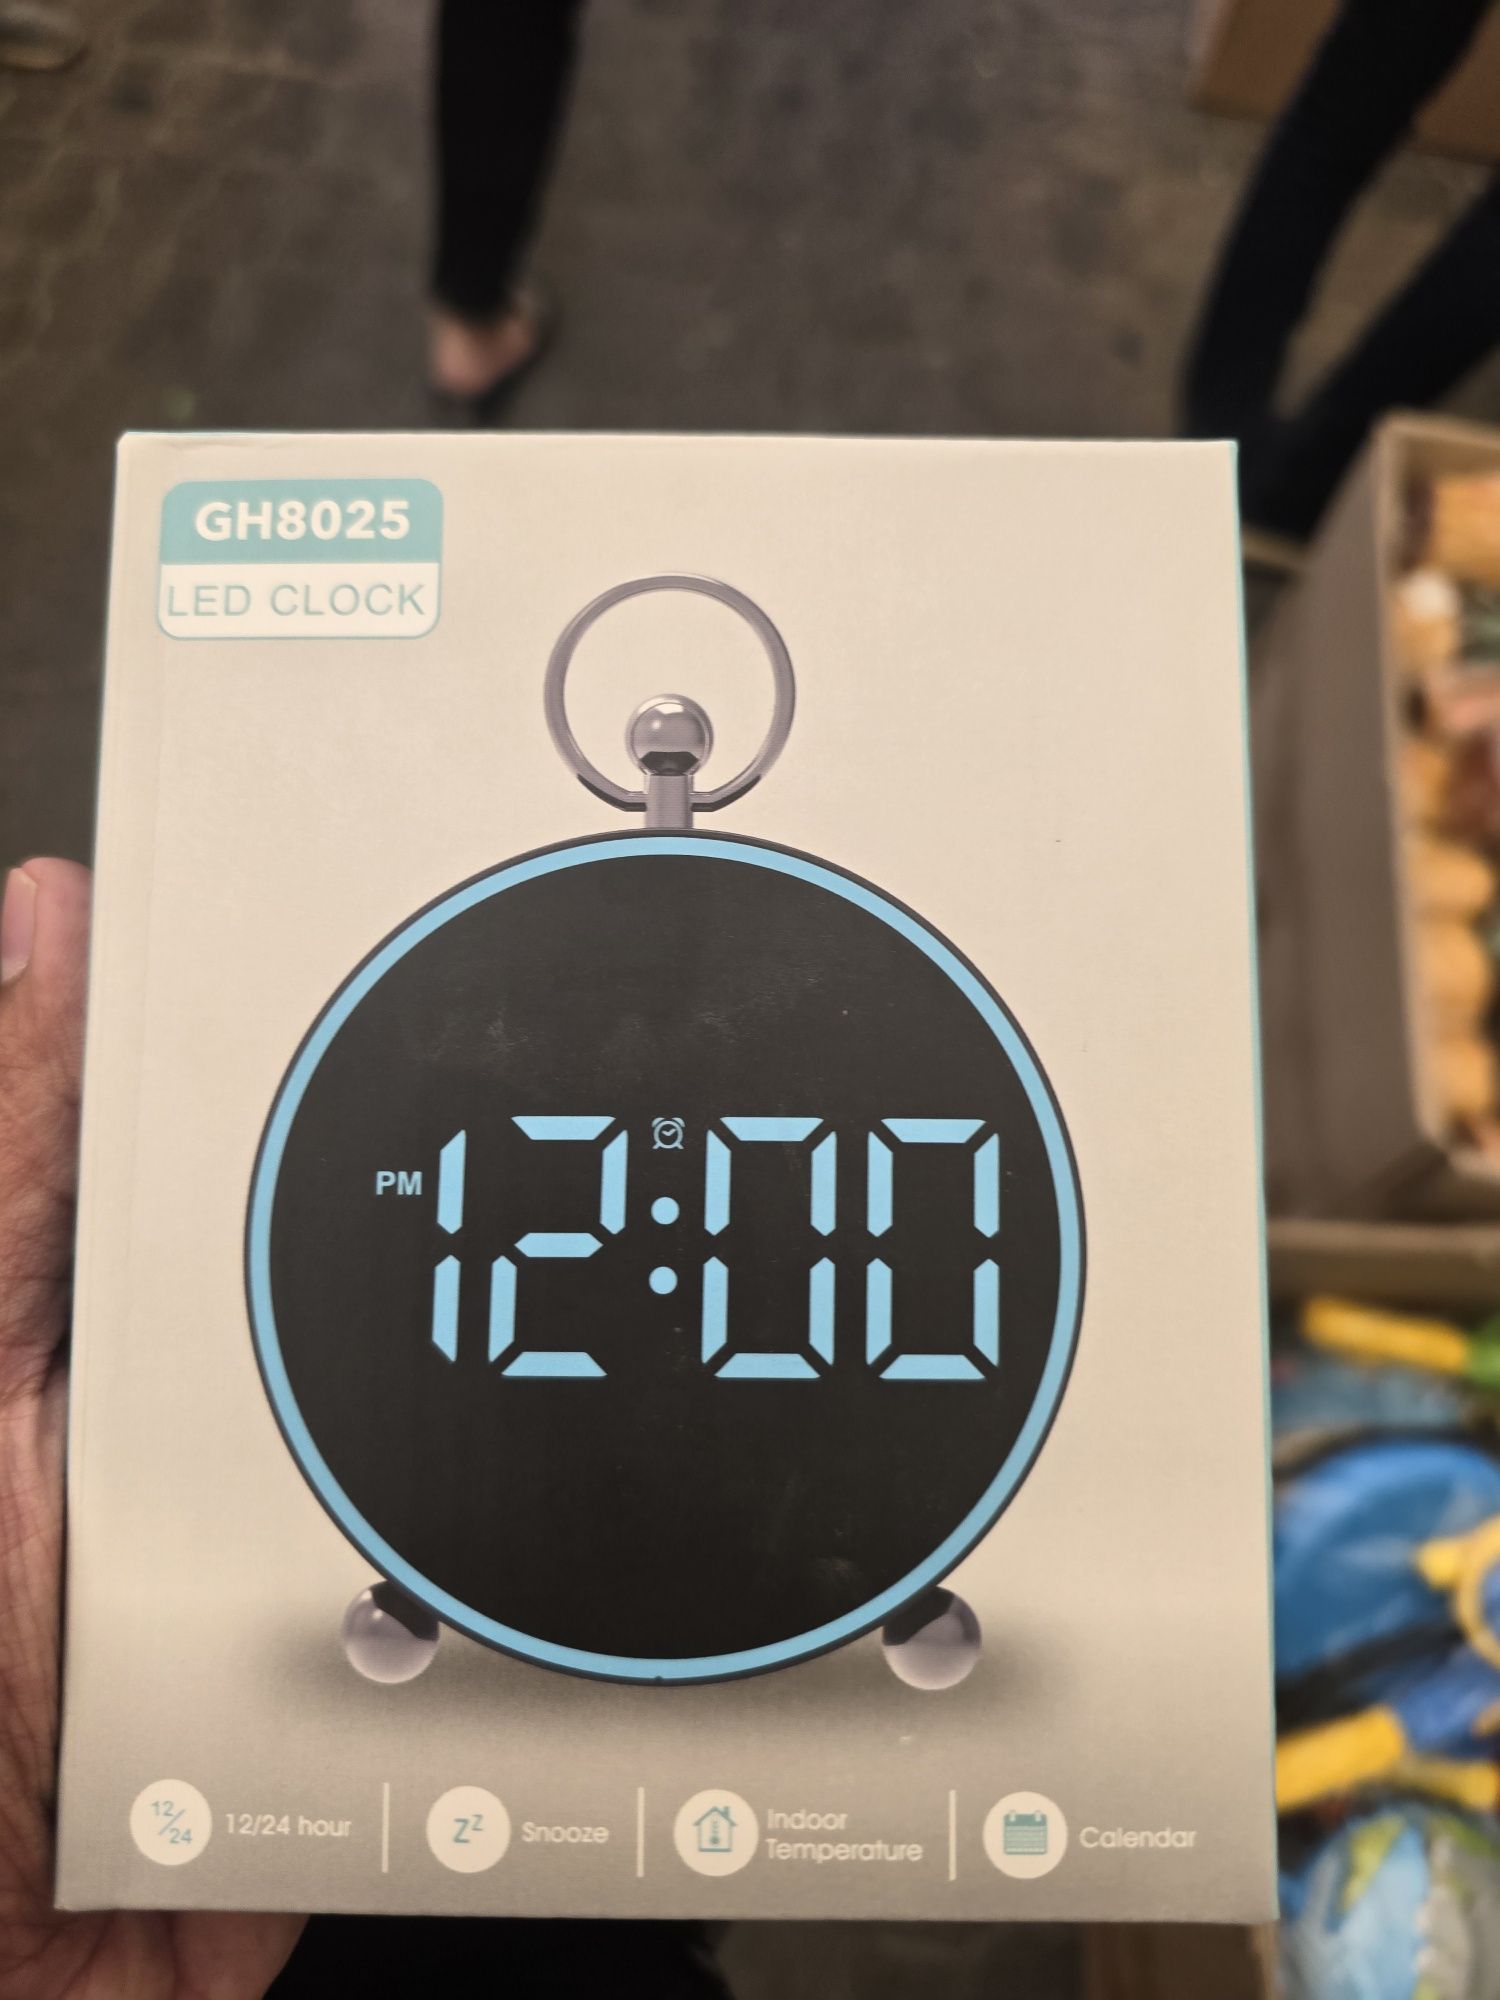 GH8025
LED CLOCK
PM 12:00
12/24 12/24 hour
Zz Snooze
Indoor
Temperature
Calendar